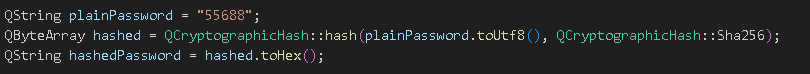 QString plainPassword = "55688";
QByteArray hashed = QCryptographicHash::hash(plainPassword.toUtf8(), QCryptographicHash::Sha256);
QString hashedPassword = hashed.toHex();